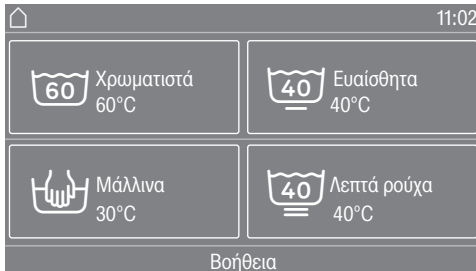 11:02
60
Χρωματιστά
60°C
40
Ευαίσθητα
40°C
Μάλλινα
30°C
40
Λεπτά ρούχα
40°C
Βοήθεια